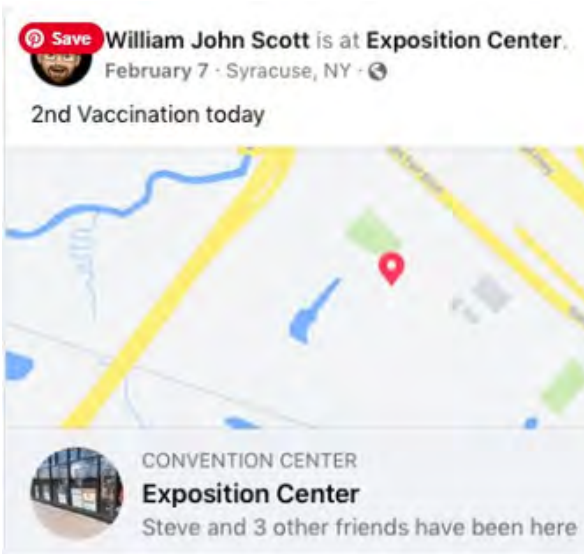 Save
William John Scott is at Exposition Center.
February 7 · Syracuse, NY ·
2nd Vaccination today
CONVENTION CENTER
Exposition Center
Steve and 3 other friends have been here